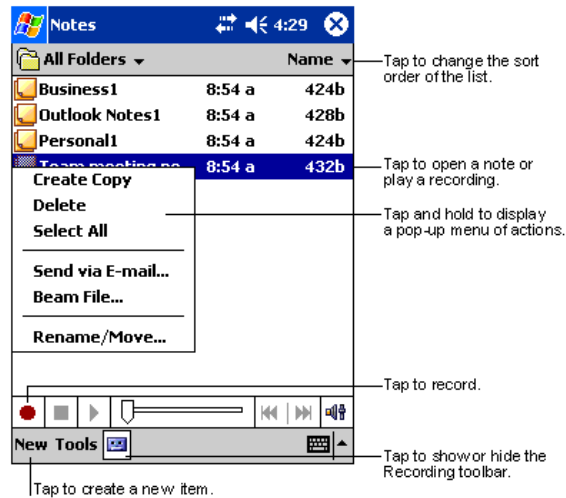 Notes 4:29
All Folders Name
Tap to change the sort
order of the list.
Business1 8:54 a 424b
Outlook Notes1 8:54 a 428b
Personal1 8:54 a 424b
Team meeting no 8:54 a 432b
Tap to open a note or
play a recording.
Create Copy
Delete
Select All
Tap and hold to display
a pop-up menu of actions.
Send via E-mail...
Beam File...
Rename/Move...
Tap to record.
New Tools
Tap to show or hide the
Recording toolbar.
Tap to create a new item.